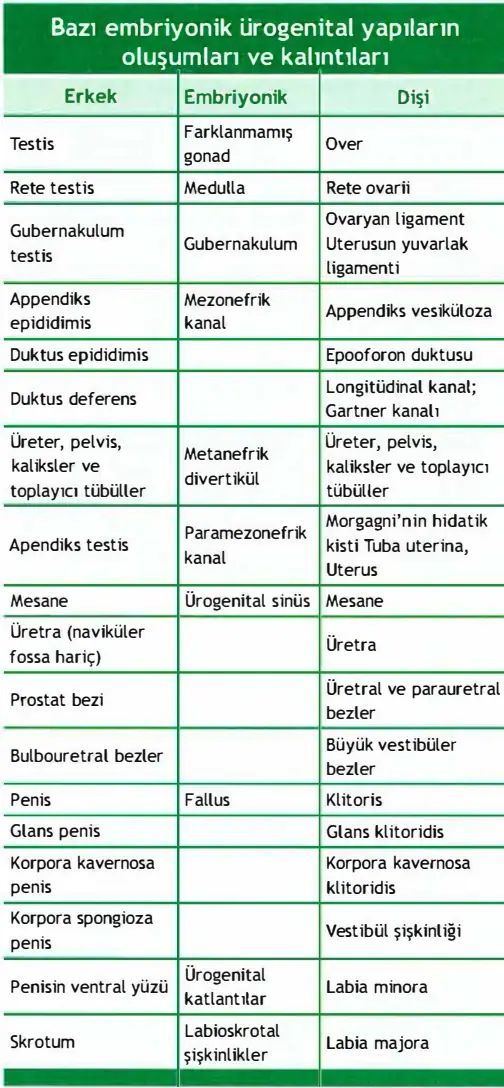 Bazı embriyonik ürogenital yapıların
oluşumları ve kalıntıları
Erkek Embriyonik Dişi
Testis Farklanmamış gonad Over
Rete testis Medulla Rete ovarii
Gubernakulum testis Gubernakulum Ovaryan ligament Uterusun yuvarlak ligamenti
Appendiks epididimis Mezonefrik kanal Appendiks vesiküloza
Duktus epididimis Epooforon duktusu
Duktus deferens Longitüdinal kanal; Gartner kanalı
Üreter, pelvis, kaliksler ve toplayıcı tübüller Metanefrik divertikül Üreter, pelvis, kaliksler ve toplayıcı tübüller
Apendiks testis Paramezonefrik kanal Morgagni’nin hidatik kisti Tuba uterina, Uterus
Mesane Ürogenital sinüs Mesane
Üretra (naviküler fossa hariç) Üretra
Prostat bezi Üretral ve parauretral bezler
Bulbouretral bezler Büyük vestibüler bezler
Penis Fallus Klitoris
Glans penis Glans klitoridis
Korpora kavernosa penis Korpora kavernosa klitoridis
Korpora spongioza penis Vestibül şişkinliği
Penisin ventral yüzü Ürogenital katlantılar Labia minora
Skrotum Labioskrotal şişkinlikler Labia majora